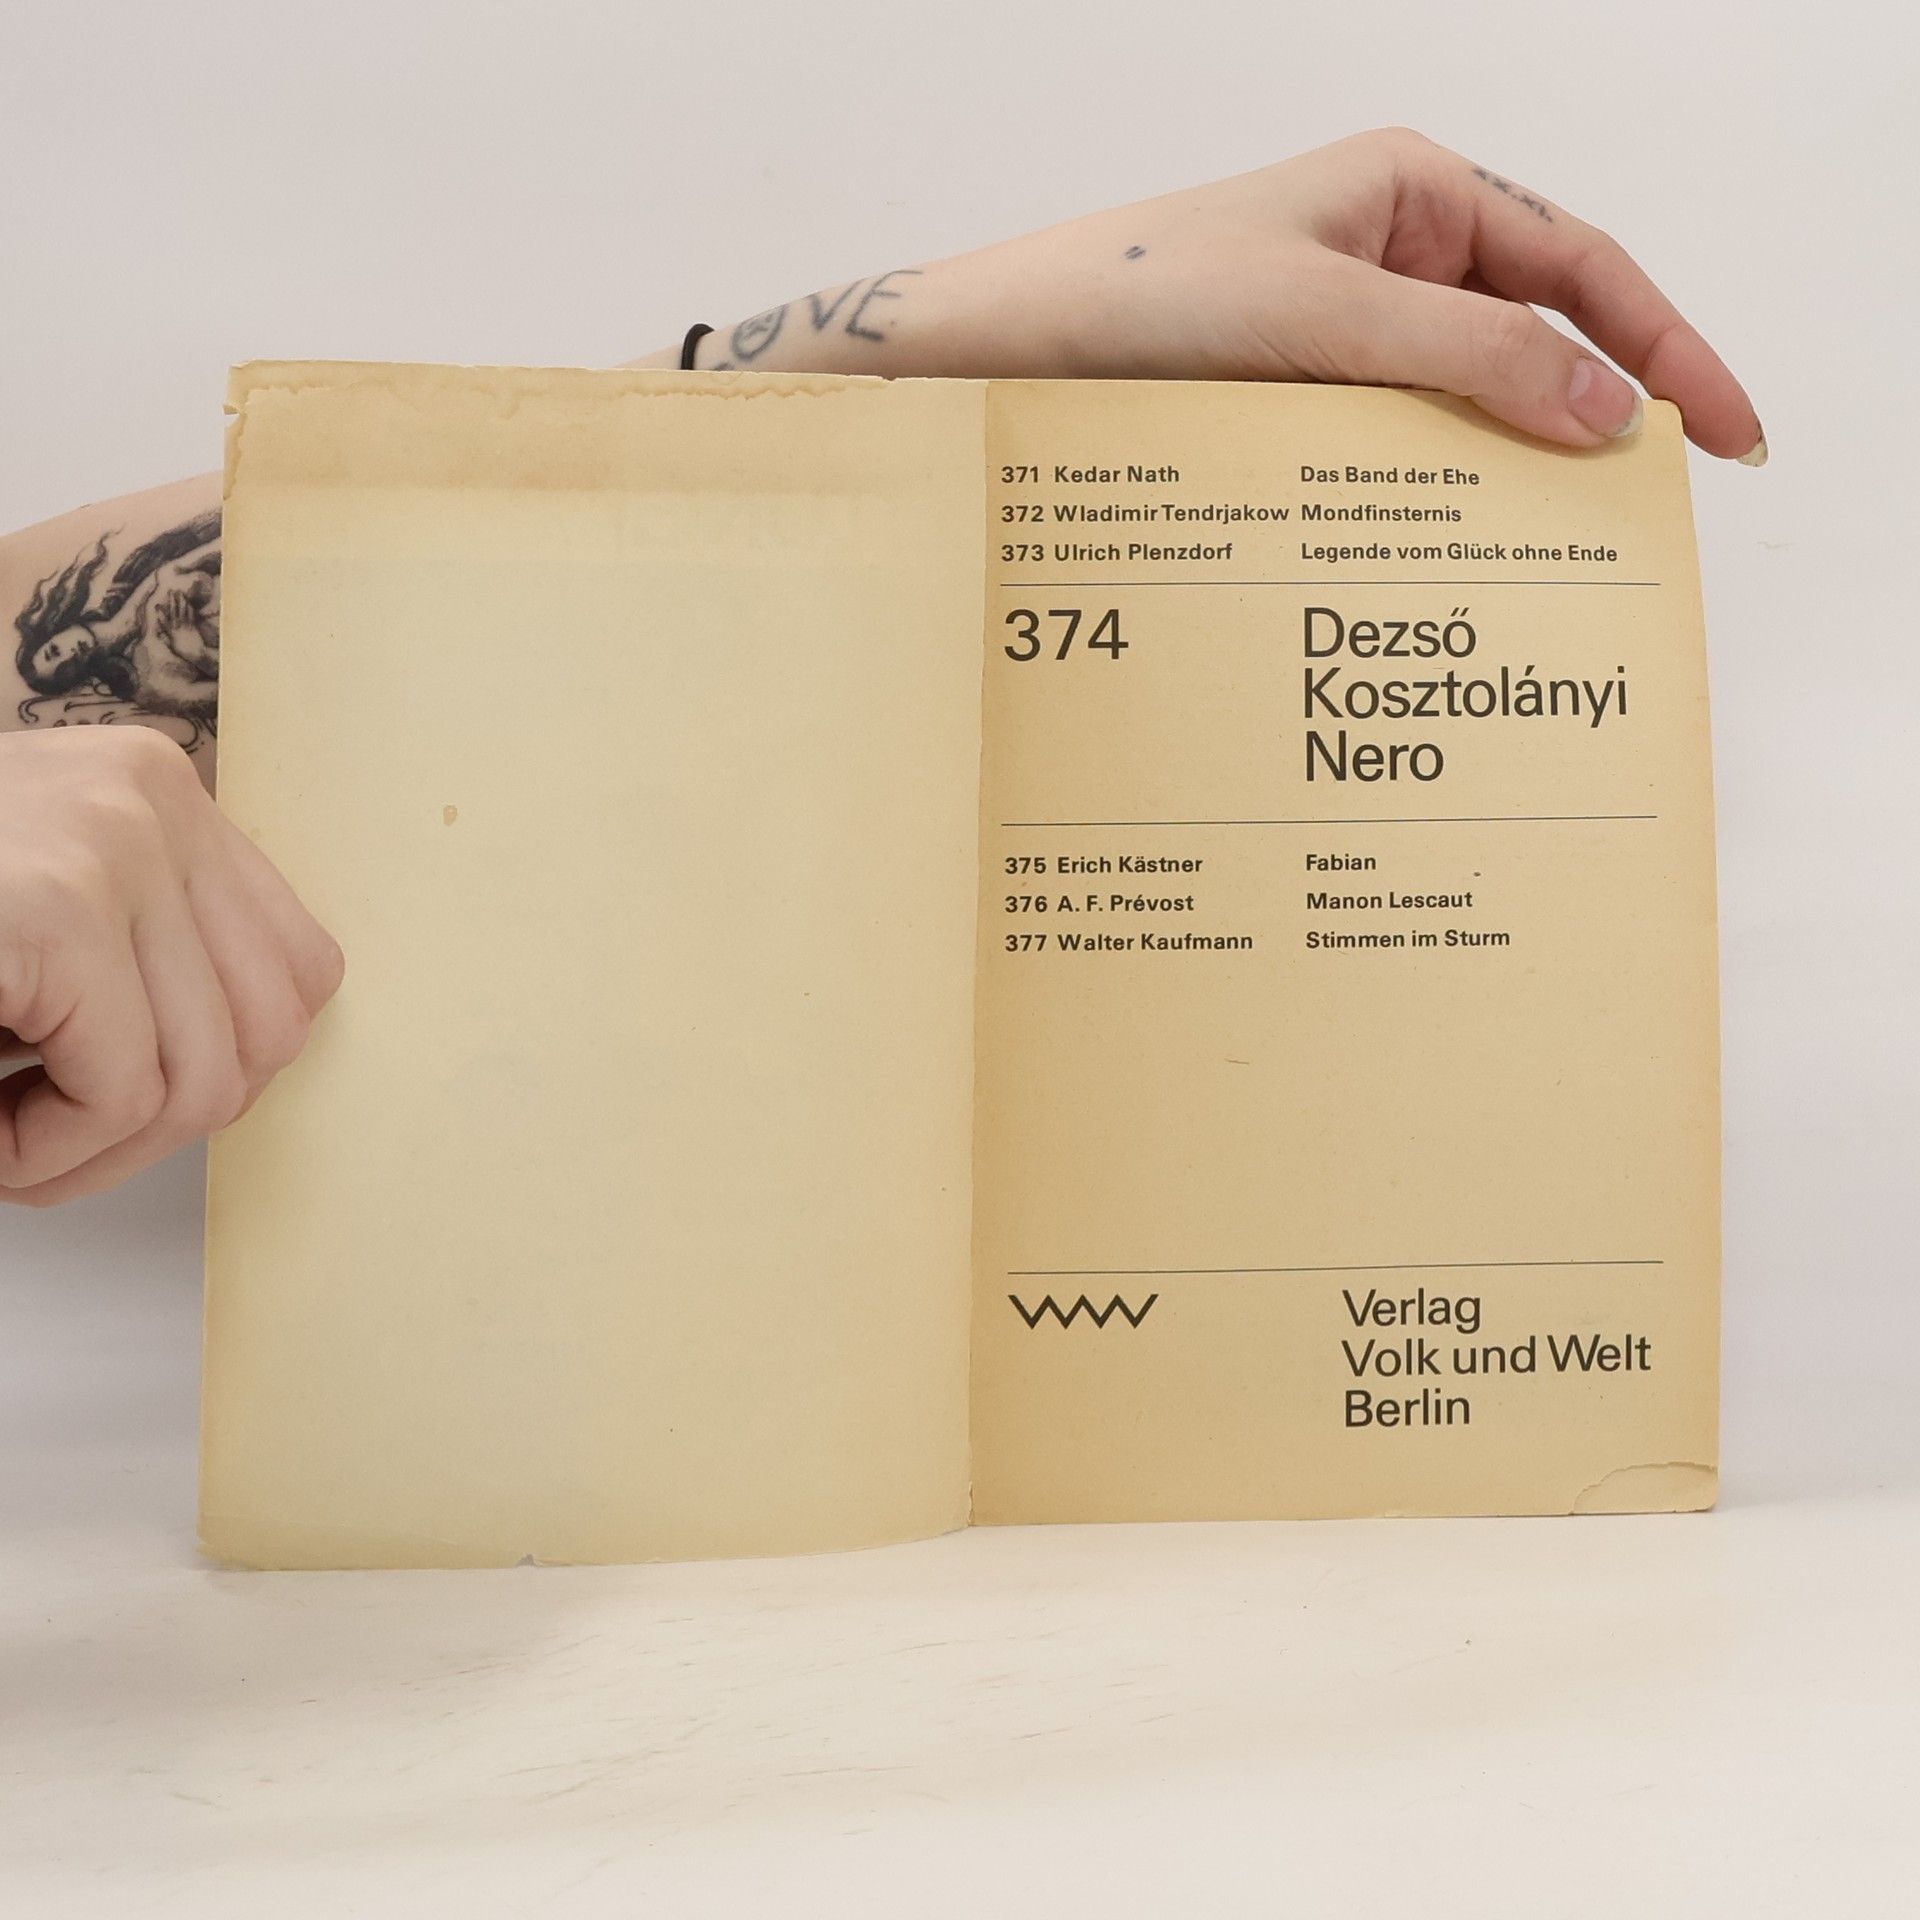 LOVE
371 Kedar Nath Das Band der Ehe
372 Wladimir Tendrjakow Mondfinsternis
373 Ulrich Plenzdorf Legende vom Glück ohne Ende
374 Dezső
Kosztolányi
Nero
375 Erich Kästner Fabian
376 A. F. Prévost Manon Lescaut
377 Walter Kaufmann Stimmen im Sturm
Verlag
Volk und Welt
Berlin